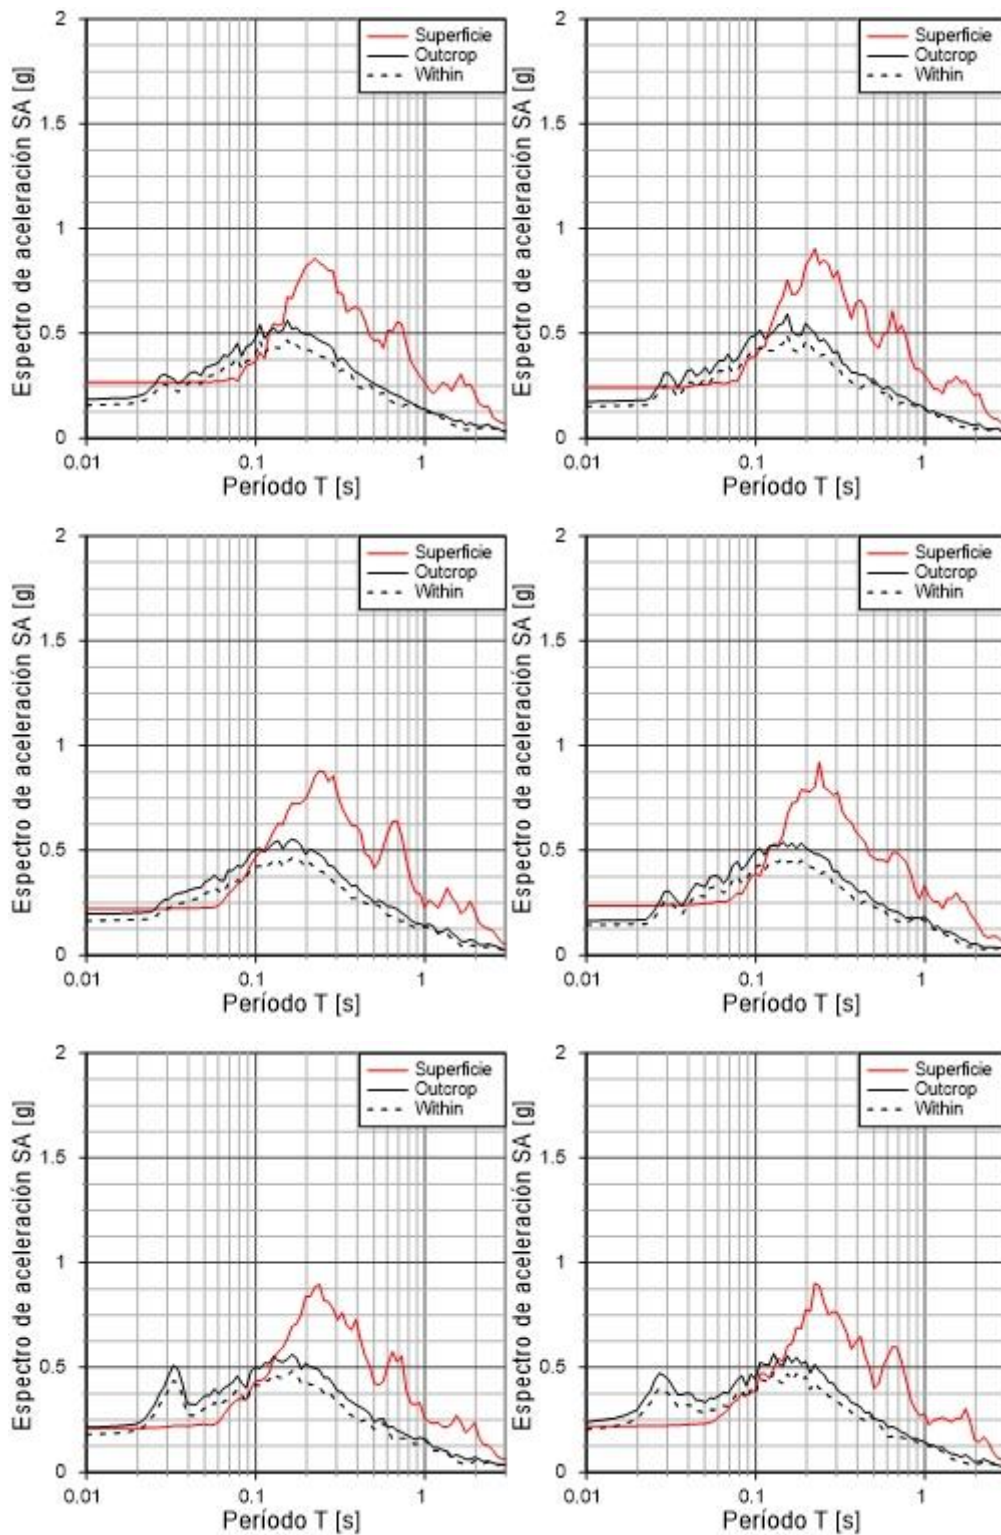 Espectro de aceleración SA [g]
2
1.5
1
0.5
0
Superficie
Outcrop
Within
0.01
0.1
1
Período T [s]
Espectro de aceleración SA [g]
2
1.5
1
0.5
0
Superficie
Outcrop
Within
0.01
0.1
1
Período T [s]
Espectro de aceleración SA [g]
2
1.5
1
0.5
0
Superficie
Outcrop
Within
0.01
0.1
1
Período T [s]
Espectro de aceleración SA [g]
2
1.5
1
0.5
0
Superficie
Outcrop
Within
0.01
0.1
1
Período T [s]
Espectro de aceleración SA [g]
2
1.5
1
0.5
0
Superficie
Outcrop
Within
0.01
0.1
1
Período T [s]
Espectro de aceleración SA [g]
2
1.5
1
0.5
0
Superficie
Outcrop
Within
0.01
0.1
1
Período T [s]